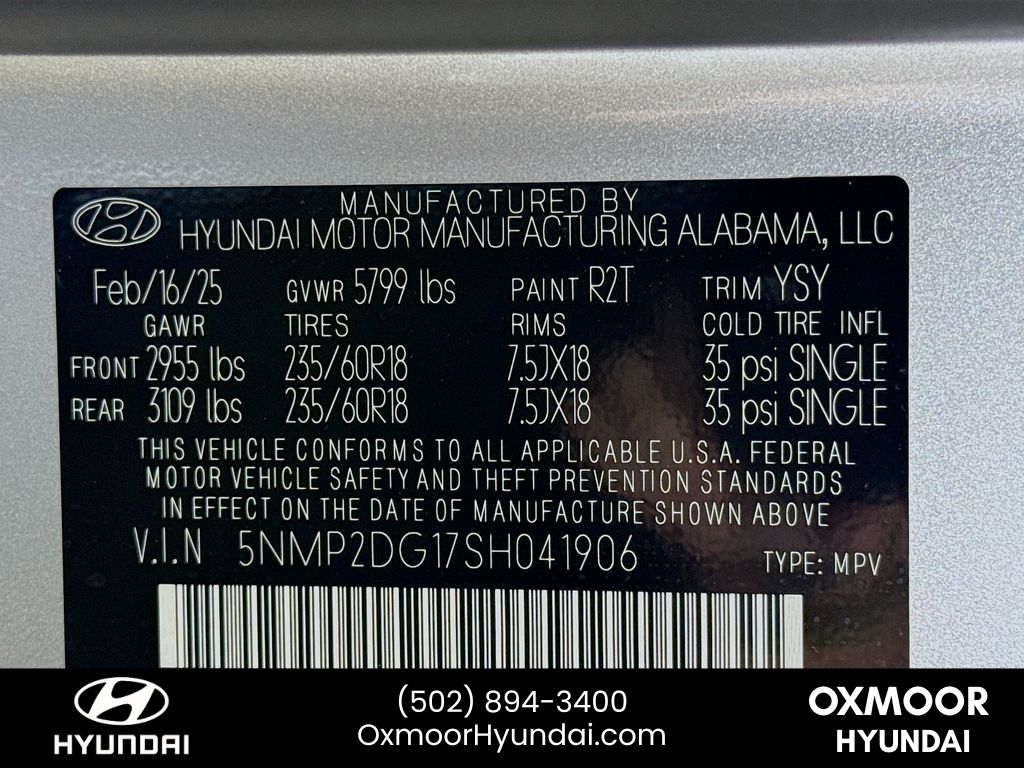 MANUFACTURED BY
HYUNDAI MOTOR MANUFACTURING ALABAMA, LLC
Feb/16/25 GVWR 5799 lbs PAINT R2T TRIM YSY
GAWR TIRES RIMS COLD TIRE INFL
FRONT 2955 lbs 235/60R18 7.5JX18 35 psi SINGLE
REAR 3109 lbs 235/60R18 7.5JX18 35 psi SINGLE
THIS VEHICLE CONFORMS TO ALL APPLICABLE U.S.A. FEDERAL
MOTOR VEHICLE SAFETY AND THEFT PREVENTION STANDARDS
IN EFFECT ON THE DATE OF MANUFACTURE SHOWN ABOVE
V.I.N 5NMP2DG17SH041906 TYPE: MPV
HYUNDAI
(502) 894-3400
OxmoorHyundai.com
OXMOOR
HYUNDAI